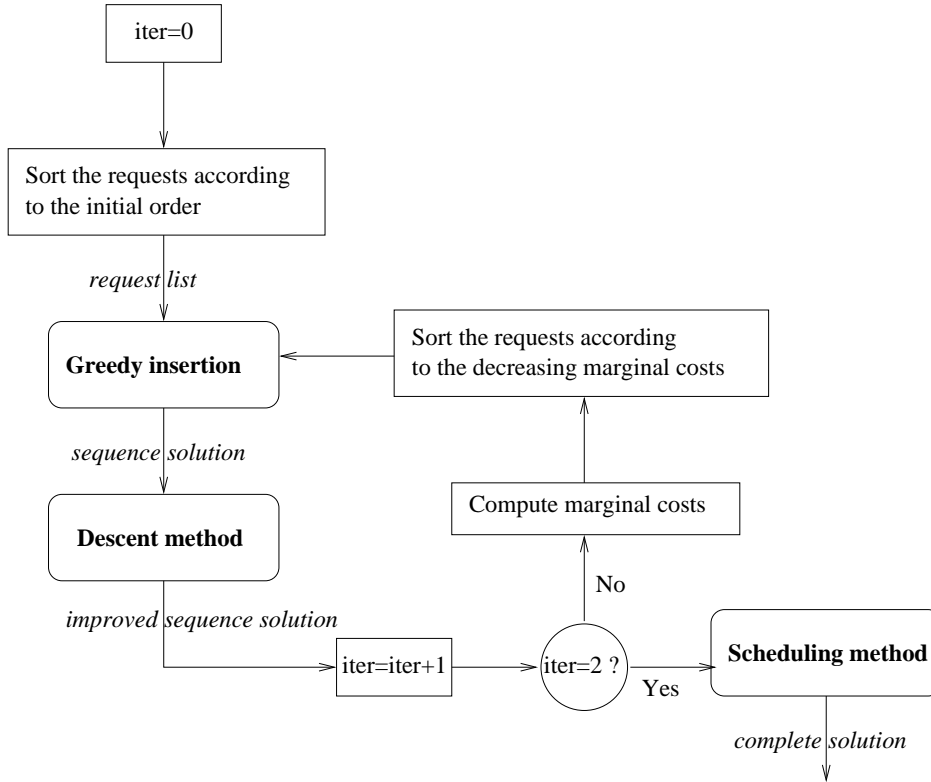 iter=0
Sort the requests according
to the initial order
request list
Greedy insertion
Sort the requests according
to the decreasing marginal costs
sequence solution
Compute marginal costs
Descent method
No
improved sequence solution
iter=iter+1
iter=2 ?
Yes
Scheduling method
complete solution